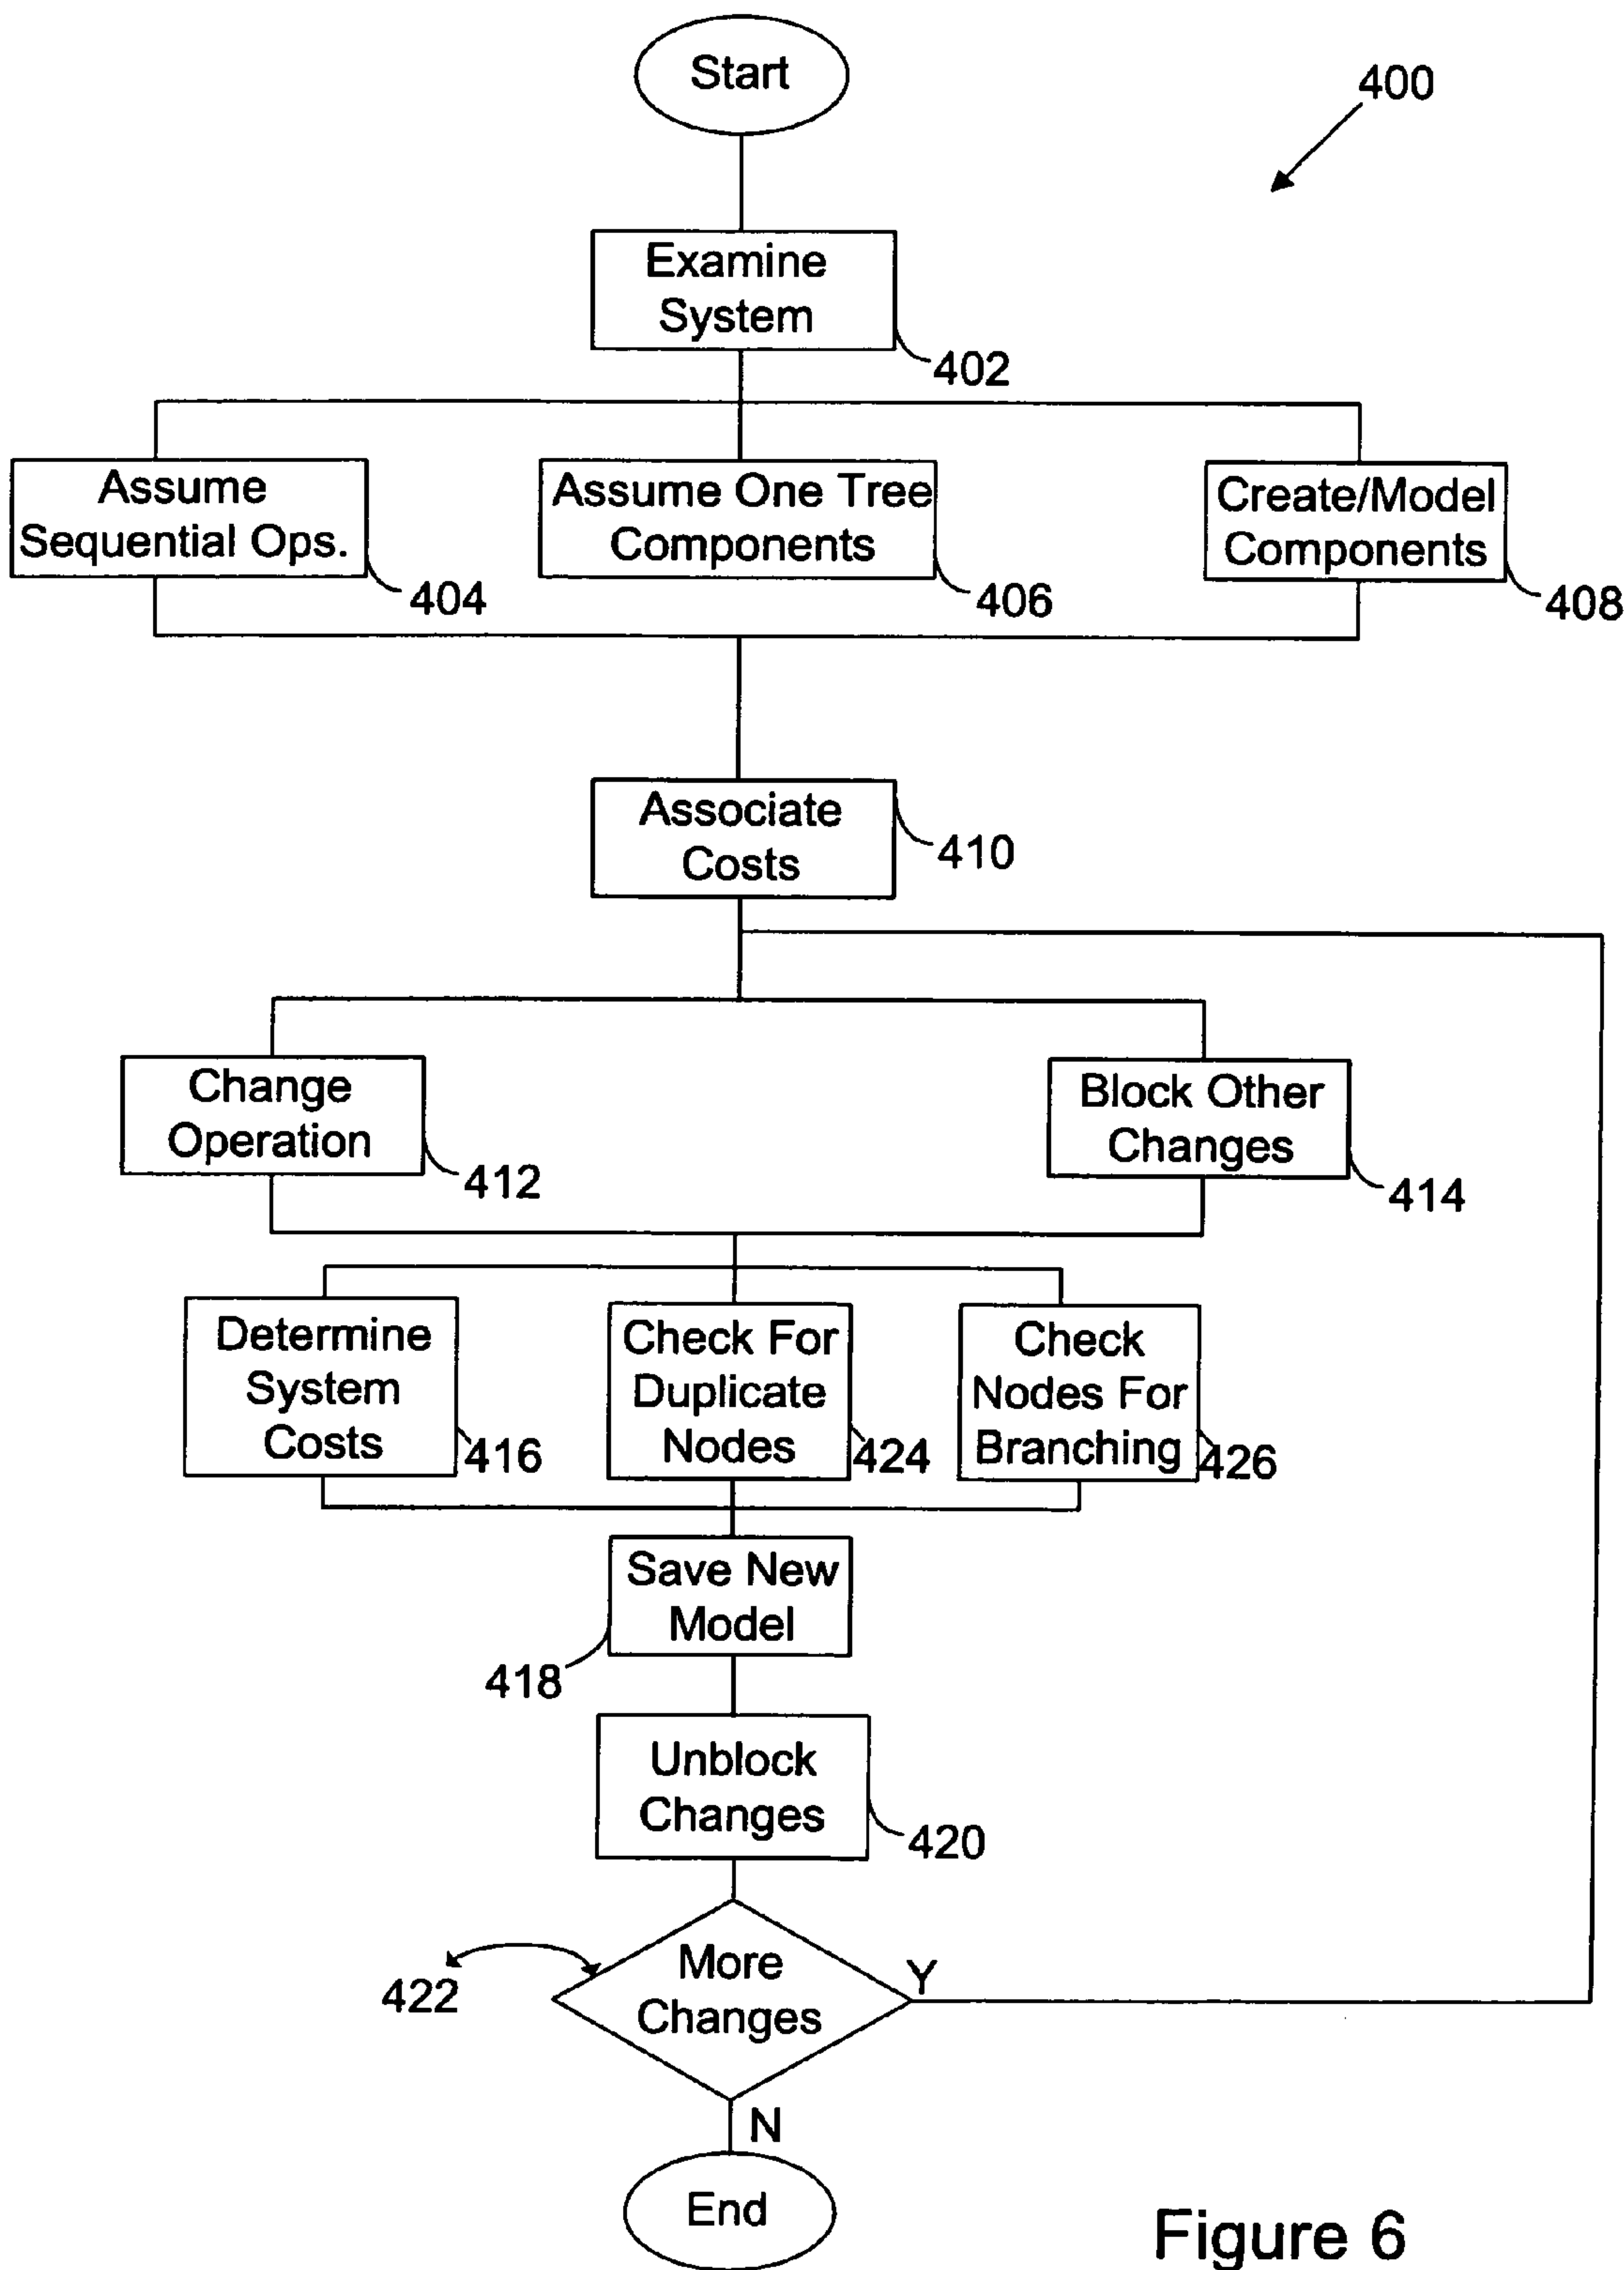 Start
400
Examine
System
402
Assume
Sequential Ops.
404
Assume One Tree
Components
406
Create/Model
Components
408
Associate
Costs
410
Change
Operation
412
Block Other
Changes
414
Determine
System
Costs
416
Check For
Duplicate
Nodes
424
Check
Nodes For
Branching
426
Save New
Model
418
Unblock
Changes
420
More
Changes
422
Y
N
End
Figure 6